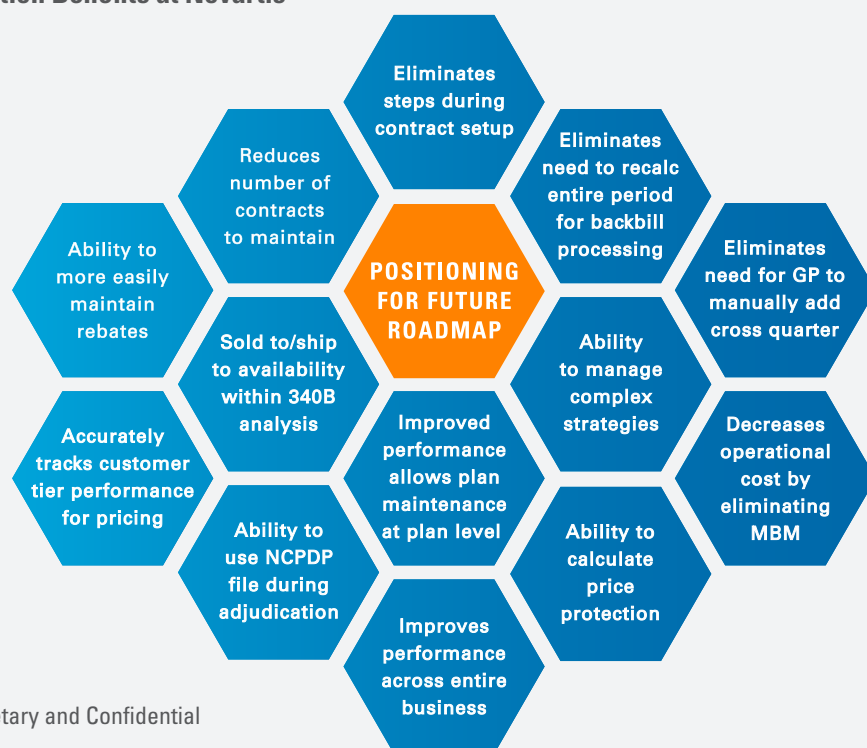 Benefits at Novartis
Eliminates
steps during
contract setup
Reduces
number of
contracts
to maintain
Eliminates
need to recalc
entire period
for backbill
processing
Ability to
more easily
maintain
rebates
POSITIONING
FOR FUTURE
ROADMAP
Eliminates
need for GP to
manually add
cross quarter
Sold to/ship
to availability
within 340B
analysis
Ability
to manage
complex
strategies
Accurately
tracks customer
tier performance
for pricing
Improved
performance
allows plan
maintenance
at plan level
Decreases
operational
cost by
eliminating
MBM
Ability to
use NCPDP
file during
adjudication
Ability to
calculate
price
protection
Improves
performance
across entire
business
etary and Confidential